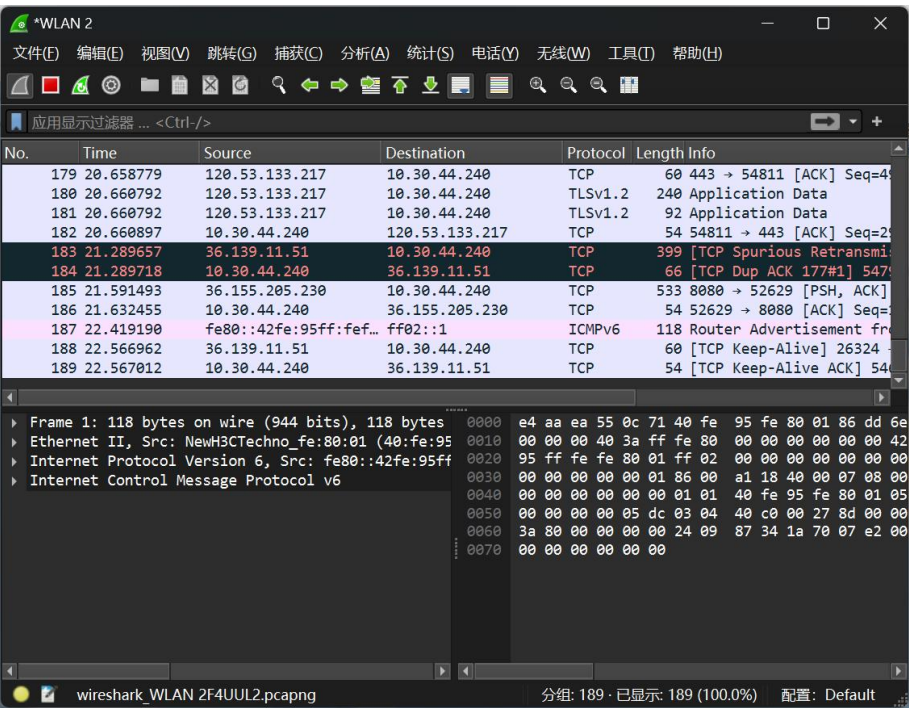 *WLAN 2
文件(F) 编辑(E) 视图(V) 跳转(G) 捕获(C) 分析(A) 统计(S) 电话(Y) 无线(W) 工具(T) 帮助(H)
应用显示过滤器 … <Ctrl-/>
No. Time Source Destination Protocol Length Info
179 20.658779 120.53.133.217 10.30.44.240 TCP 60 443 → 54811 [ACK] Seq=49
180 20.660792 120.53.133.217 10.30.44.240 TLSv1.2 240 Application Data
181 20.660792 120.53.133.217 10.30.44.240 TLSv1.2 92 Application Data
182 20.660897 10.30.44.240 120.53.133.217 TCP 54 54811 → 443 [ACK] Seq=29
183 21.289657 36.139.11.51 10.30.44.240 TCP 399 [TCP Spurious Retransmi
184 21.289718 10.30.44.240 36.139.11.51 TCP 66 [TCP Dup ACK 177#1] 547
185 21.591493 36.155.205.230 10.30.44.240 TCP 533 8080 → 52629 [PSH, ACK]
186 21.632455 10.30.44.240 36.155.205.230 TCP 54 52629 → 8080 [ACK] Seq=
187 22.419190 fe80::42fe:95ff:fef… ff02::1 ICMPv6 118 Router Advertisement fr
188 22.566962 36.139.11.51 10.30.44.240 TCP 60 [TCP Keep-Alive] 26324
189 22.567012 10.30.44.240 36.139.11.51 TCP 54 [TCP Keep-Alive ACK] 54
Frame 1: 118 bytes on wire (944 bits), 118 bytes
Ethernet II, Src: NewH3CTechno_fe:80:01 (40:fe:95
Internet Protocol Version 6, Src: fe80::42fe:95ff
Internet Control Message Protocol v6
0000 e4 aa ea 55 0c 71 40 fe 95 fe 80 01 86 dd 6e
0010 00 00 00 40 3a ff fe 80 00 00 00 00 00 00 42
0020 95 ff fe fe 80 01 ff 02 00 00 00 00 00 00 00
0030 00 00 00 00 00 01 86 00 a1 18 40 00 07 08 00
0040 00 00 00 00 00 00 01 01 40 fe 95 fe 80 01 05
0050 00 00 00 00 05 dc 03 04 40 c0 00 27 8d 00 00
0060 3a 80 00 00 00 00 24 09 87 34 1a 70 07 e2 00
0070 00 00 00 00 00 00
wireshark_WLAN 2F4UUL2.pcapng 分组: 189 · 已显示: 189 (100.0%) 配置: Default